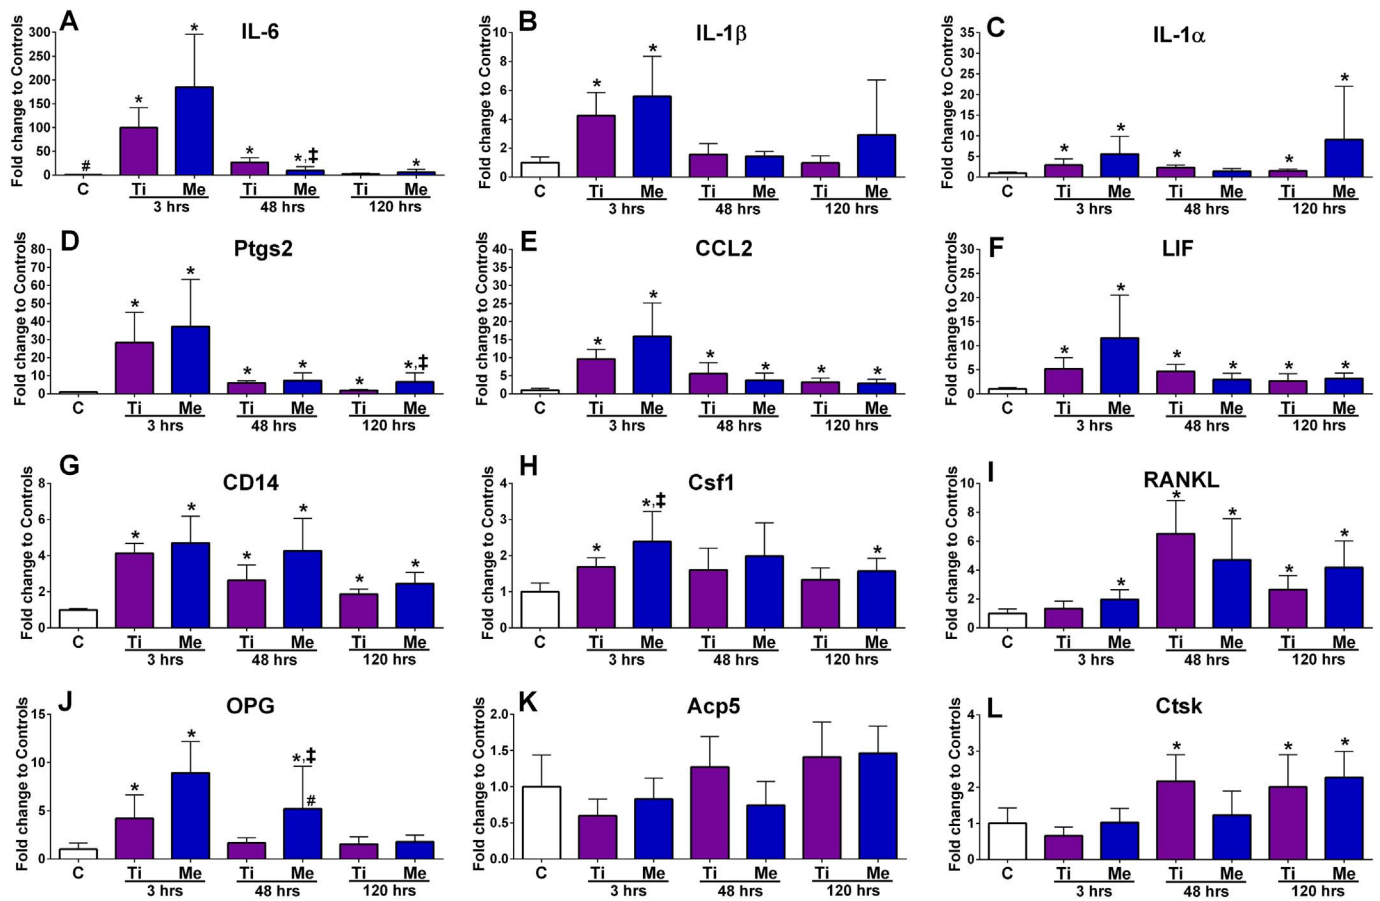 A
IL-6
Fold change to Controls
300
250
200
150
100
50
0
#
*
*
*
*,‡
*
C
Ti
Me
Ti
Me
Ti
Me
3 hrs
48 hrs
120 hrs
B
IL-1β
Fold change to Controls
10
8
6
4
2
0
*
*
C
Ti
Me
Ti
Me
Ti
Me
3 hrs
48 hrs
120 hrs
C
IL-1α
Fold change to Controls
35
30
25
20
15
10
5
0
*
*
*
*
*
C
Ti
Me
Ti
Me
Ti
Me
3 hrs
48 hrs
120 hrs
D
Ptgs2
Fold change to Controls
80
70
60
50
40
30
20
10
0
*
*
*
*
*
*,‡
C
Ti
Me
Ti
Me
Ti
Me
3 hrs
48 hrs
120 hrs
E
CCL2
Fold change to Controls
40
35
30
25
20
15
10
5
0
*
*
*
*
*
*
C
Ti
Me
Ti
Me
Ti
Me
3 hrs
48 hrs
120 hrs
F
LIF
Fold change to Controls
30
25
20
15
10
5
0
*
*
*
*
*
*
C
Ti
Me
Ti
Me
Ti
Me
3 hrs
48 hrs
120 hrs
G
CD14
Fold change to Controls
8
6
4
2
0
*
*
*
*
*
*
C
Ti
Me
Ti
Me
Ti
Me
3 hrs
48 hrs
120 hrs
H
Csf1
Fold change to Controls
4
3
2
1
0
*
*,‡
*
C
Ti
Me
Ti
Me
Ti
Me
3 hrs
48 hrs
120 hrs
I
RANKL
Fold change to Controls
10
8
6
4
2
0
*
*
*
*
*
C
Ti
Me
Ti
Me
Ti
Me
3 hrs
48 hrs
120 hrs
J
OPG
Fold change to Controls
15
10
5
0
*
*
*,‡
#
C
Ti
Me
Ti
Me
Ti
Me
3 hrs
48 hrs
120 hrs
K
Acp5
Fold change to Controls
2.0
1.5
1.0
0.5
0.0
C
Ti
Me
Ti
Me
Ti
Me
3 hrs
48 hrs
120 hrs
L
Ctsk
Fold change to Controls
4
3
2
1
0
*
*
*
C
Ti
Me
Ti
Me
Ti
Me
3 hrs
48 hrs
120 hrs